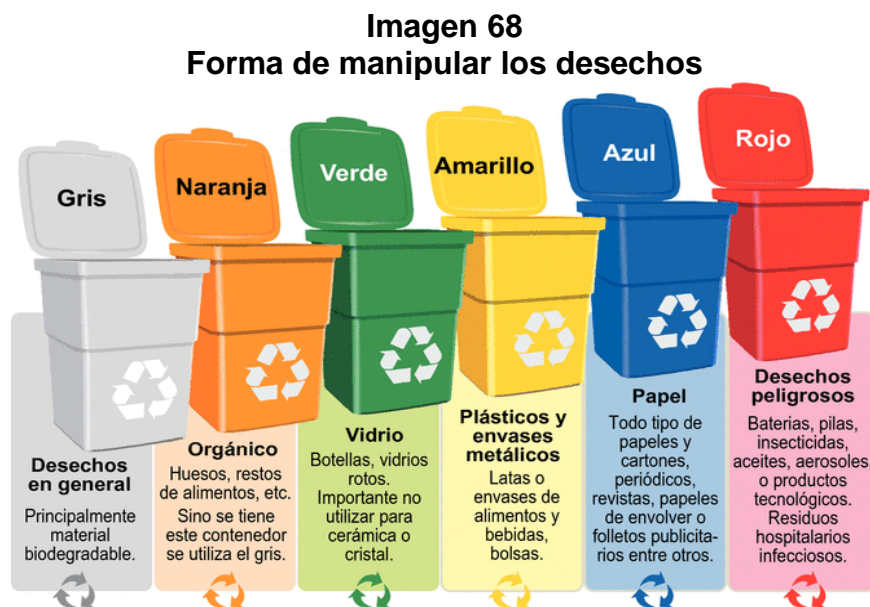 Imagen 68
Forma de manipular los desechos
Gris
Naranja
Verde
Amarillo
Azul
Rojo
Desechos
en general
Principalmente
material
biodegradable.
Orgánico
Huesos, restos
de alimentos, etc.
Sino se tiene
este contenedor
se utiliza el gris.
Vidrio
Botellas, vidrios
rotos.
Importante no
utilizar para
cerámica o
cristal.
Plásticos y
envases
metálicos
Latas o
envases de
alimentos y
bebidas,
bolsas.
Papel
Todo tipo de
papeles y
cartones,
periódicos,
revistas, papeles
de envolver o
folletos publicita-
rios entre otros.
Desechos
peligrosos
Baterias, pilas,
insecticidas,
aceites, aerosoles,
o productos
tecnológicos.
Residuos
hospitalarios
infecciosos.